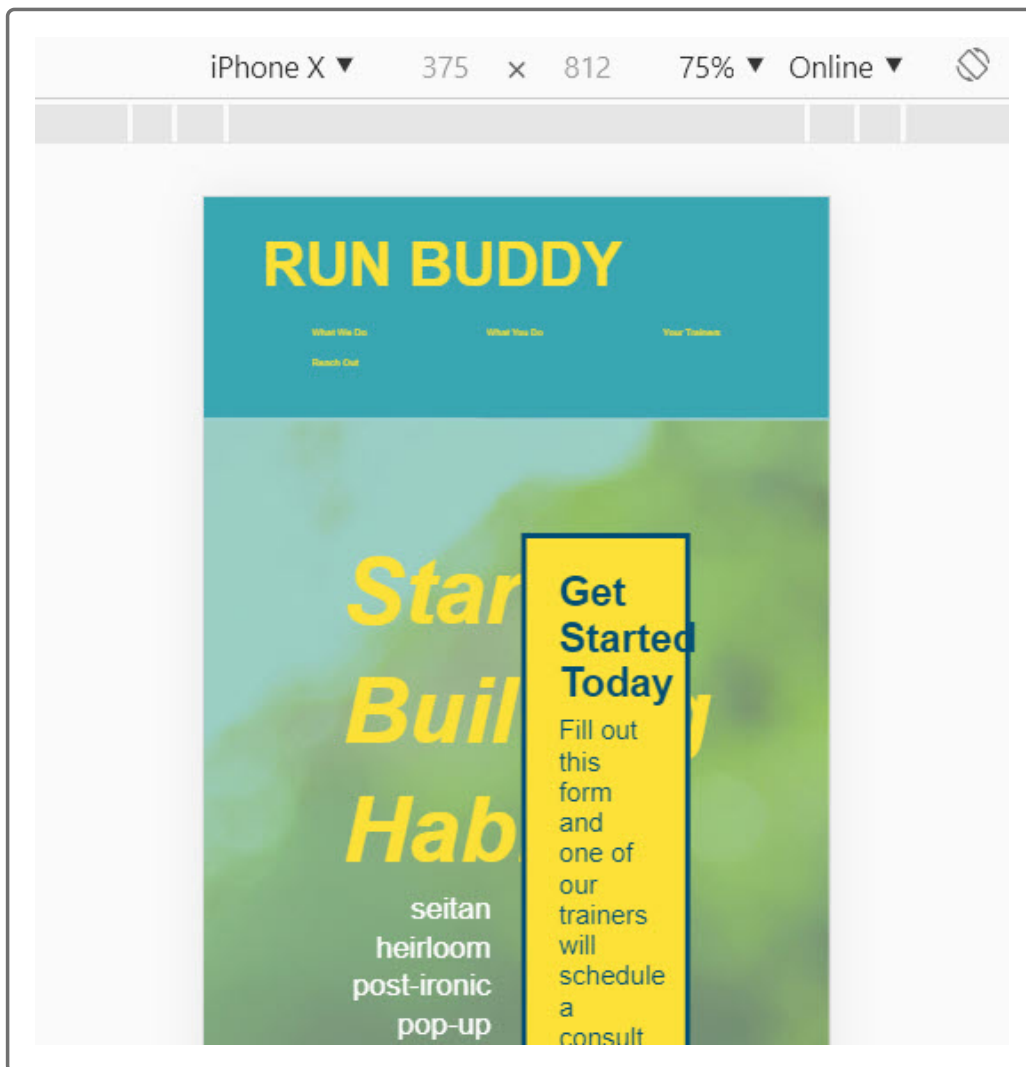 iPhone X ▼ 375 × 812 75% ▼ Online ▼
RUN BUDDY
What We Do What You Do Your Trainers
Reach Out
Star
Buil g
Hab
seitan
heirloom
post-ironic
pop-up
Get
Started
Today
Fill out
this
form
and
one of
our
trainers
will
schedule
a
consult